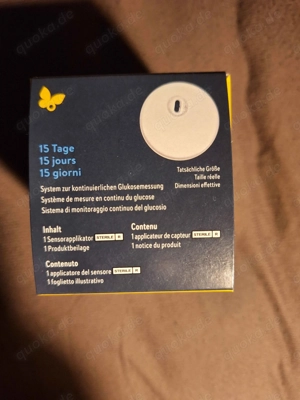 15 Tage
15 jours
15 giorni
Tatsächliche Größe
Taille réelle
Dimensioni effettive
System zur kontinuierlichen Glukosemessung
Système de mesure en continu du glucose
Sistema di monitoraggio continuo del glucosio
Inhalt
1 Sensorapplikator STERILE R
1 Produktbeilage
Contenu
1 applicateur de capteur STERILE R
1 notice du produit
Contenuto
1 applicatore del sensore STERILE R
1 foglietto illustrativo
quoka.de